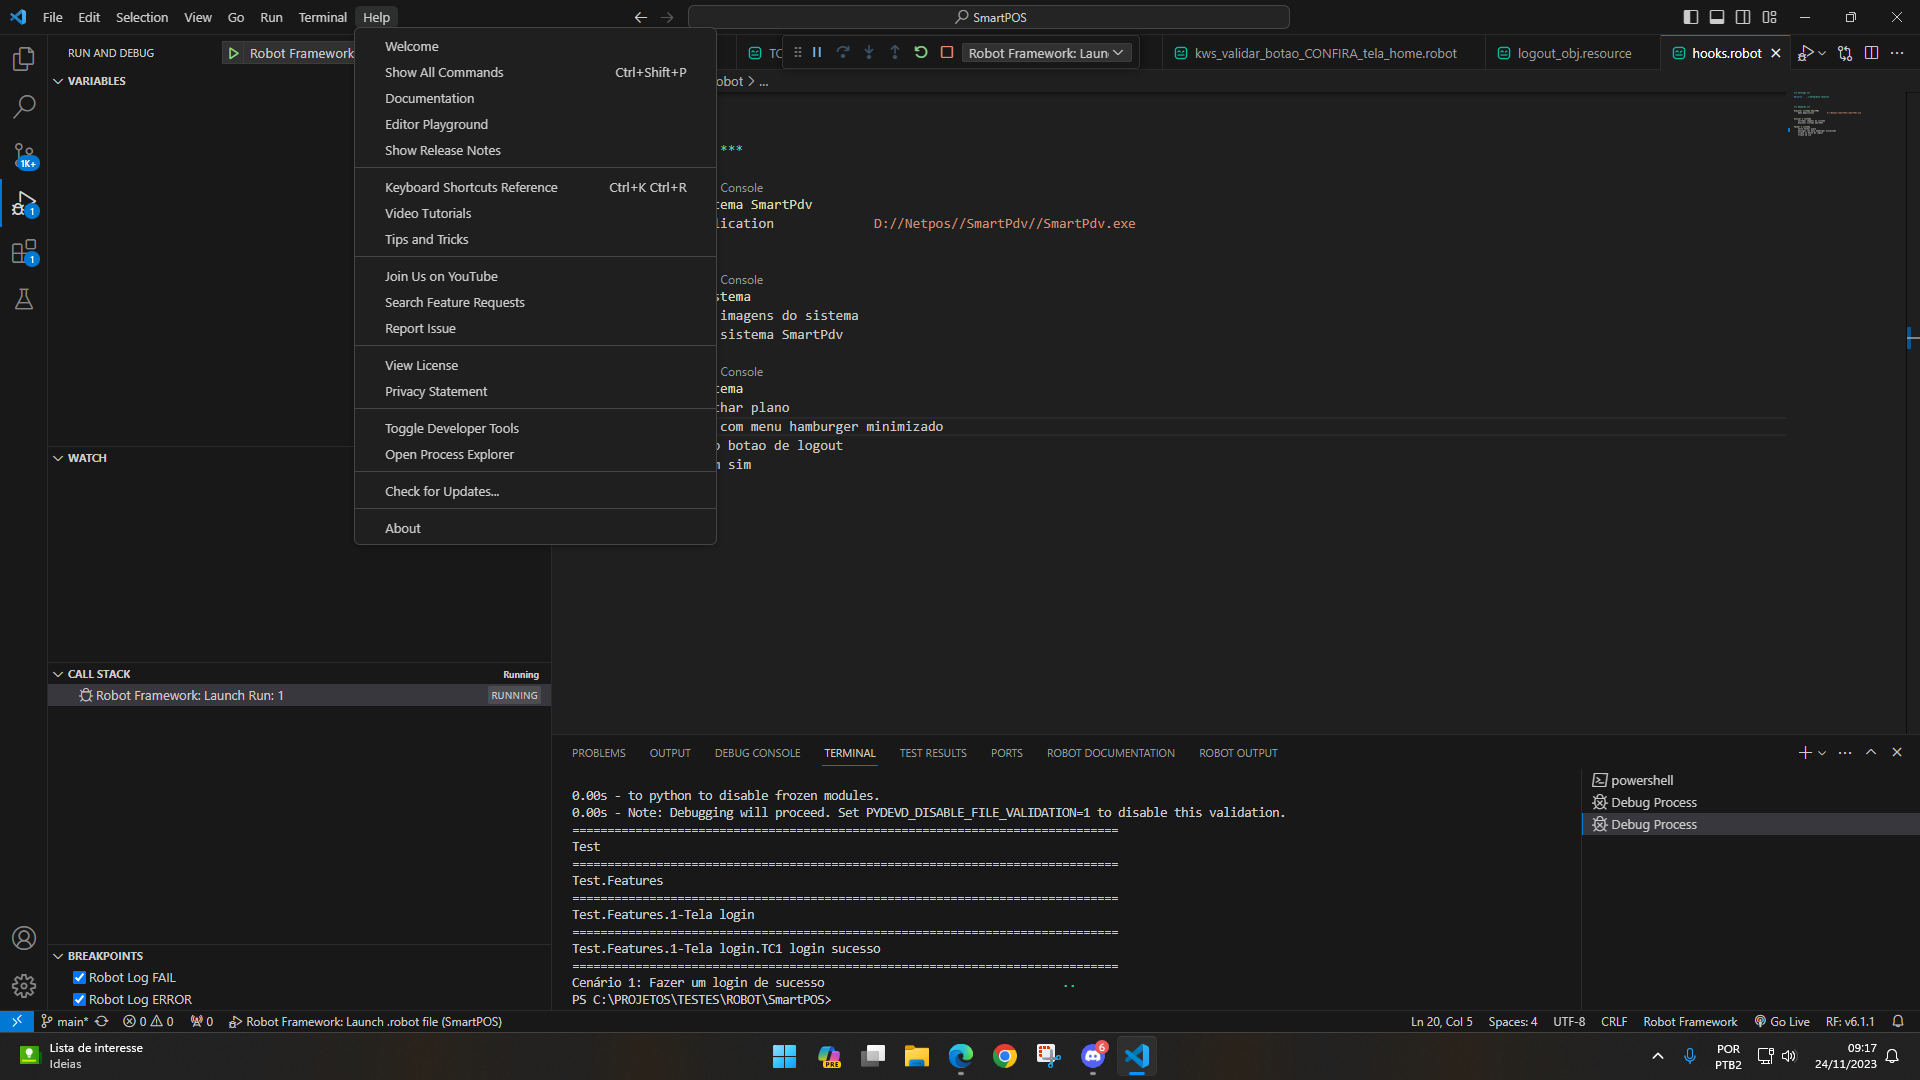 File Edit Selection View Go Run Terminal Help
SmartPOS
RUN AND DEBUG
Robot Framework
VARIABLES
WATCH
CALL STACK
Running
Robot Framework: Launch Run: 1
RUNNING
BREAKPOINTS
Robot Log FAIL
Robot Log ERROR
1K+
1
1
Welcome
Show All Commands Ctrl+Shift+P
Documentation
Editor Playground
Show Release Notes
Keyboard Shortcuts Reference Ctrl+K Ctrl+R
Video Tutorials
Tips and Tricks
Join Us on YouTube
Search Feature Requests
Report Issue
View License
Privacy Statement
Toggle Developer Tools
Open Process Explorer
Check for Updates...
About
TC
Robot Framework: Laun
kws_validar_botao_CONFIRA_tela_home.robot
logout_obj.resource
hooks.robot
obot > ...
***
Console
tema SmartPdv
lication D://Netpos//SmartPdv//SmartPdv.exe
Console
stema
imagens do sistema
sistema SmartPdv
Console
tema
char plano
com menu hamburger minimizado
o botao de logout
sim
PROBLEMS OUTPUT DEBUG CONSOLE TERMINAL TEST RESULTS PORTS ROBOT DOCUMENTATION ROBOT OUTPUT
0.00s - to python to disable frozen modules.
0.00s - Note: Debugging will proceed. Set PYDEVD_DISABLE_FILE_VALIDATION=1 to disable this validation.
==============================================================================
Test
==============================================================================
Test.Features
==============================================================================
Test.Features.1-Tela login
==============================================================================
Test.Features.1-Tela login.TC1 login sucesso
==============================================================================
Cenário 1: Fazer um login de sucesso ..
PS C:\PROJETOS\TESTES\ROBOT\SmartPOS>
powershell
Debug Process
Debug Process
main* 0 0 0 Robot Framework: Launch .robot file (SmartPOS)
Ln 20, Col 5 Spaces: 4 UTF-8 CRLF Robot Framework Go Live RF: v6.1.1
Lista de interesse
Ideias
PRE
6
POR
PTB2
09:17
24/11/2023